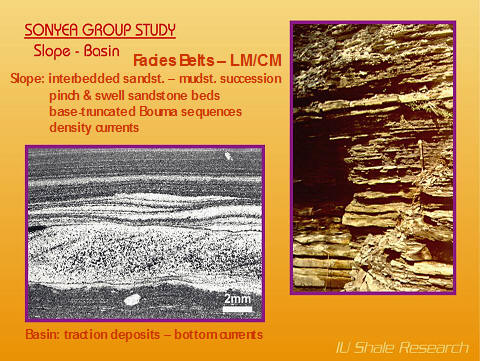 SONYEA GROUP STUDY
Slope - Basin
Facies Belts – LM/CM
Slope: interbedded sandst. – mudst. succession
pinch & swell sandstone beds
base-truncated Bouma sequences
density currents
2mm
Basin: traction deposits – bottom currents
IU Shale Research